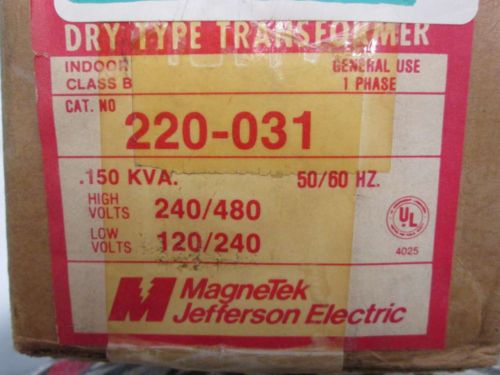 DRY TYPE TRANSFORMER
INDOOR GENERAL USE
CLASS B 1 PHASE
CAT. NO
220-031
.150 KVA. 50/60 HZ.
HIGH VOLTS 240/480
LOW VOLTS 120/240
UL
4025
MagneTek
Jefferson Electric